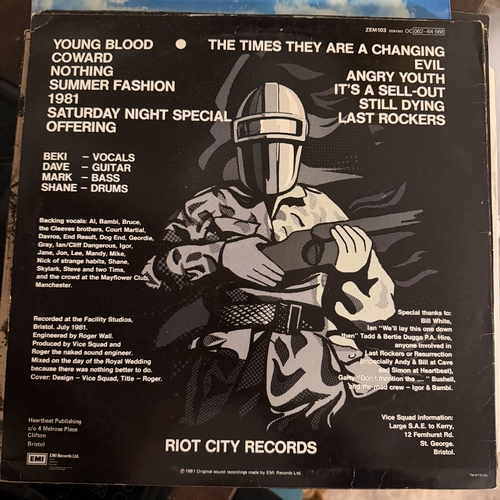 ZEM103 stereo OC 062-64 568
YOUNG BLOOD
COWARD
NOTHING
SUMMER FASHION
1981
SATURDAY NIGHT SPECIAL
OFFERING
THE TIMES THEY ARE A CHANGING
EVIL
ANGRY YOUTH
IT'S A SELL-OUT
STILL DYING
LAST ROCKERS
BEKI – VOCALS
DAVE – GUITAR
MARK – BASS
SHANE – DRUMS
Backing vocals: Al, Bambi, Bruce,
the Cleeves brothers, Court Martial,
Davros, End Result, Dog End, Geordie,
Gray, Ian/Cliff Dangerous, Igor,
Jane, Jon, Lee, Mandy, Mike,
Nick of strange habits, Shane,
Skylark, Steve and two Tims,
and the crowd at the Mayflower Club,
Manchester.
Recorded at the Facility Studios,
Bristol. July 1981.
Engineered by Roger Wall.
Produced by Vice Squad and
Roger the naked sound engineer.
Mixed on the day of the Royal Wedding
because there was nothing better to do.
Cover: Design – Vice Squad, Title – Roger.
Special thanks to:
Bill White,
Ian "We'll lay this one down
then" Tadd & Bertie Dugga P.A. Hire,
anyone involved in
Last Rockers or Resurrection
(especially Andy & Bill at Cave
and Simon at Heartbeat),
"Don't mention the .... " Bushell,
and the road crew – Igor & Bambi.
Heartbeat Publishing
c/o 4 Melrose Place
Clifton
Bristol
Vice Squad information:
Large S.A.E. to Kerry,
12 Fernhurst Rd.
St. George.
Bristol.
EMI EMI Records Ltd.
RIOT CITY RECORDS
℗ 1981 Original sound recordings made by EMI Records Ltd.